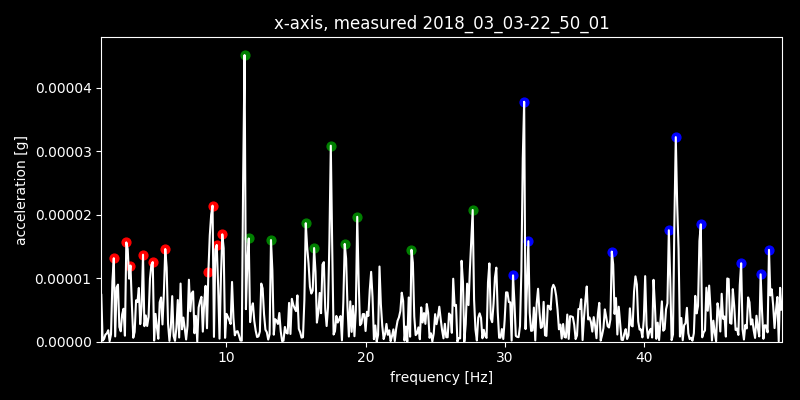 x-axis, measured 2018_03_03-22_50_01
0.00004
0.00003
0.00002
0.00001
0.00000
acceleration [g]
10 20 30 40
frequency [Hz]